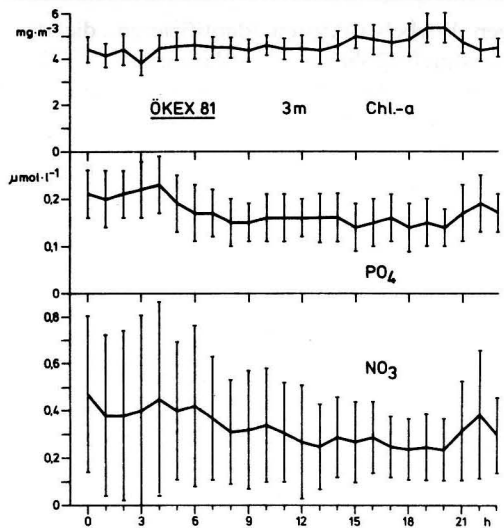 mg·m⁻³
6
4
2
0
ÖKEX 81 3m Chl.-a
μmol·l⁻¹
0,2
0,1
0
PO₄
0,8
0,6
0,4
0,2
0
NO₃
0 3 6 9 12 15 18 21 h